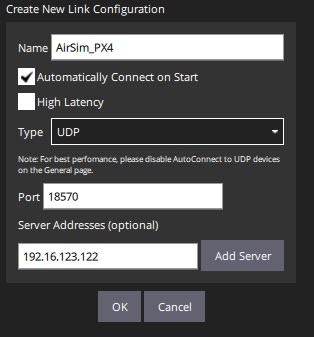 Create New Link Configuration
Name AirSim_PX4
Automatically Connect on Start
High Latency
Type UDP
Note: For best perfomance, please disable AutoConnect to UDP devices
on the General page.
Port 18570
Server Addresses (optional)
192.16.123.122 Add Server
OK Cancel